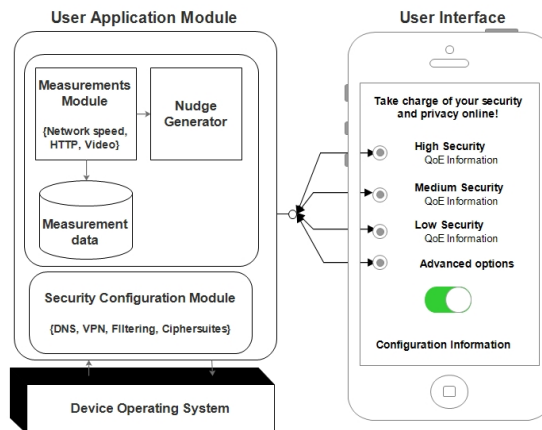 User Application Module
Measurements
Module
{Network speed,
HTTP, Video}
Nudge
Generator
Measurement
data
Security Configuration Module
{DNS, VPN, FIltering, Ciphersuites}
Device Operating System
User Interface
Take charge of your security
and privacy online!
High Security
QoE Information
Medium Security
QoE Information
Low Security
QoE Information
Advanced options
Configuration Information